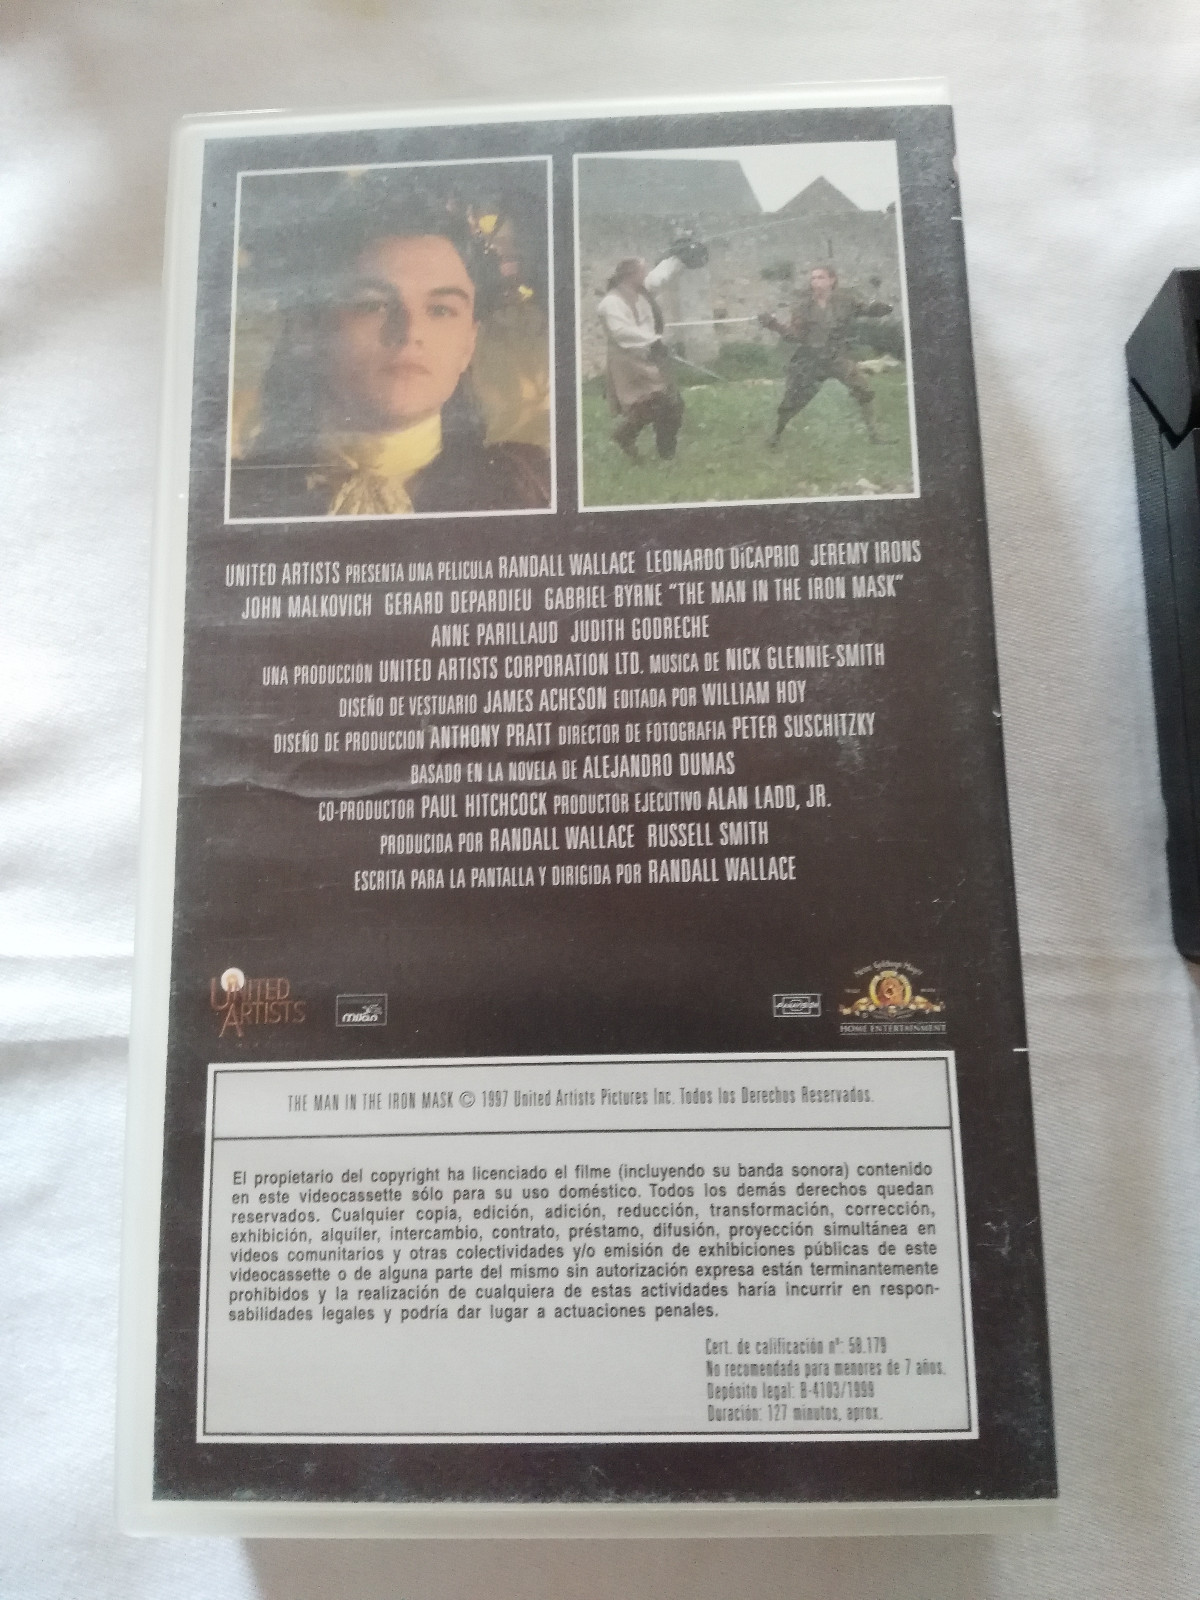 UNITED ARTISTS PRESENTA UNA PELICULA RANDALL WALLACE LEONARDO DiCAPRIO JEREMY IRONS
JOHN MALKOVICH GERARD DEPARDIEU GABRIEL BYRNE "THE MAN IN THE IRON MASK"
ANNE PARILLAUD JUDITH GODRECHE
UNA PRODUCCION UNITED ARTISTS CORPORATION LTD. MUSICA DE NICK GLENNIE-SMITH
DISEÑO DE VESTUARIO JAMES ACHESON EDITADA POR WILLIAM HOY
DISEÑO DE PRODUCCION ANTHONY PRATT DIRECTOR DE FOTOGRAFIA PETER SUSCHITZKY
BASADO EN LA NOVELA DE ALEJANDRO DUMAS
CO-PRODUCTOR PAUL HITCHCOCK PRODUCTOR EJECUTIVO ALAN LADD, JR.
PRODUCIDA POR RANDALL WALLACE RUSSELL SMITH
ESCRITA PARA LA PANTALLA Y DIRIGIDA POR RANDALL WALLACE
UNITED
ARTISTS
Metro Goldwyn Mayer
HOME ENTERTAINMENT
THE MAN IN THE IRON MASK © 1997 United Artists Pictures Inc. Todos los Derechos Reservados.
El propietario del copyright ha licenciado el filme (incluyendo su banda sonora) contenido
en este videocassette sólo para su uso doméstico. Todos los demás derechos quedan
reservados. Cualquier copia, edición, adición, reducción, transformación, corrección,
exhibición, alquiler, intercambio, contrato, préstamo, difusión, proyección simultánea en
videos comunitarios y otras colectividades y/o emisión de exhibiciones públicas de este
videocassette o de alguna parte del mismo sin autorización expresa están terminantemente
prohibidos y la realización de cualquiera de estas actividades haría incurrir en respon-
sabilidades legales y podría dar lugar a actuaciones penales.
Cert. de calificación nº: 58.179
No recomendada para menores de 7 años.
Depósito legal: B-4103/1999
Duración: 127 minutos, aprox.